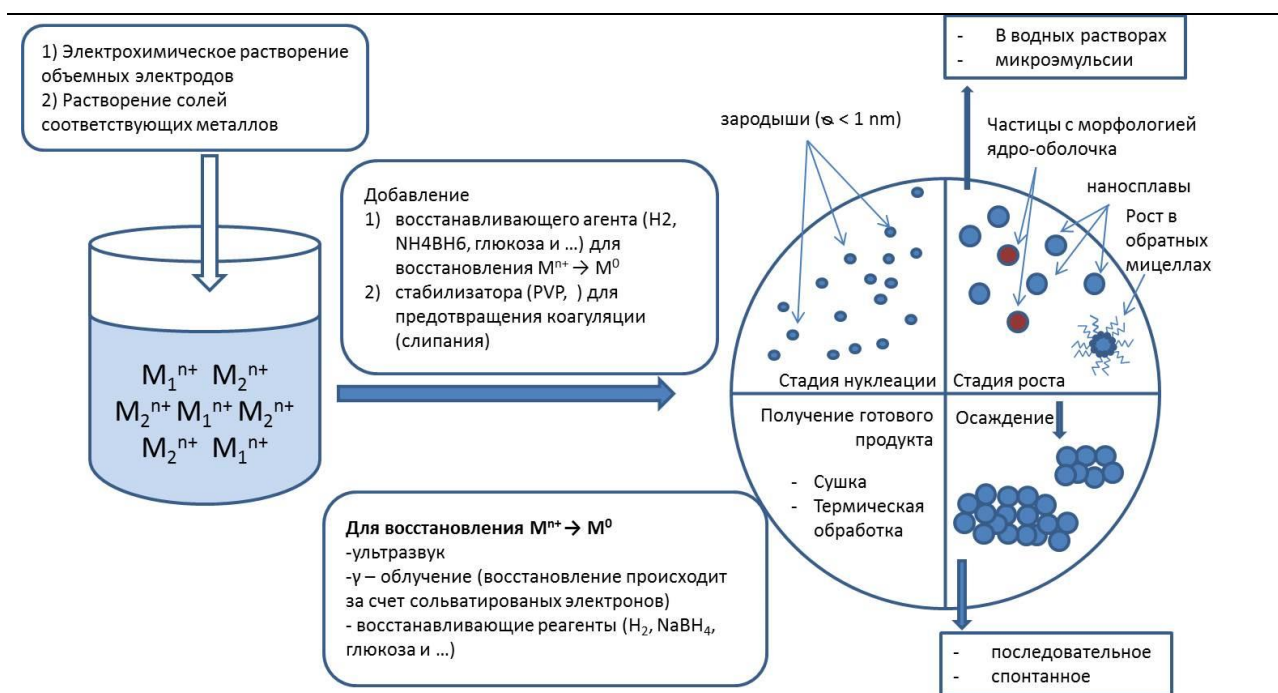 1) Электрохимическое растворение
объемных электродов
2) Растворение солей
соответствующих металлов
M₁ⁿ⁺ M₂ⁿ⁺
M₂ⁿ⁺ M₁ⁿ⁺ M₂ⁿ⁺
M₂ⁿ⁺ M₁ⁿ⁺
Добавление
1) восстанавливающего агента (H2,
NH4BH6, глюкоза и ...) для
восстановления Mⁿ⁺ → M⁰
2) стабилизатора (PVP, ) для
предотвращения коагуляции
(слипания)
Для восстановления Mⁿ⁺ → M⁰
-ультразвук
-γ – облучение (восстановление происходит
за счет сольватированых электронов)
- восстанавливающие реагенты (H₂, NaBH₄,
глюкоза и ...)
зародыши (ᴓ < 1 nm)
- В водных растворах
- микроэмульсии
Частицы с морфологией
ядро-оболочка
наносплавы
Рост в
обратных
мицеллах
Стадия нуклеации
Стадия роста
Получение готового
продукта
- Сушка
- Термическая
обработка
Осаждение
- последовательное
- спонтанное